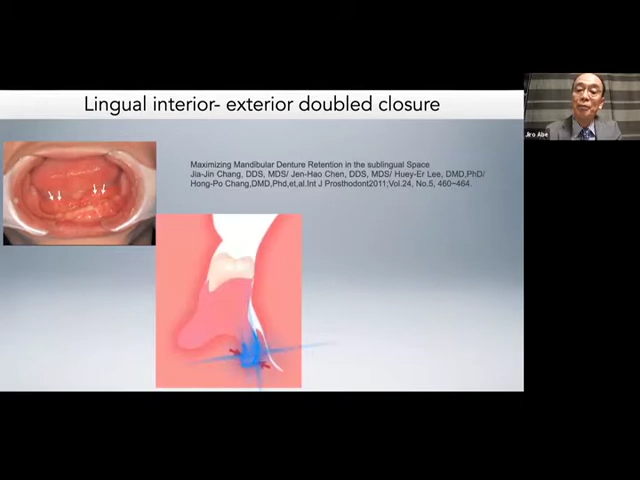 Lingual interior- exterior doubled closure
Jiro Abe
Maximizing Mandibular Denture Retention in the sublingual Space
Jia-Jin Chang, DDS, MDS/ Jen-Hao Chen, DDS, MDS/ Huey-Er Lee, DMD,PhD/
Hong-Po Chang,DMD,Phd,et,al.Int J Prosthodont2011;Vol.24, No.5, 460−464.